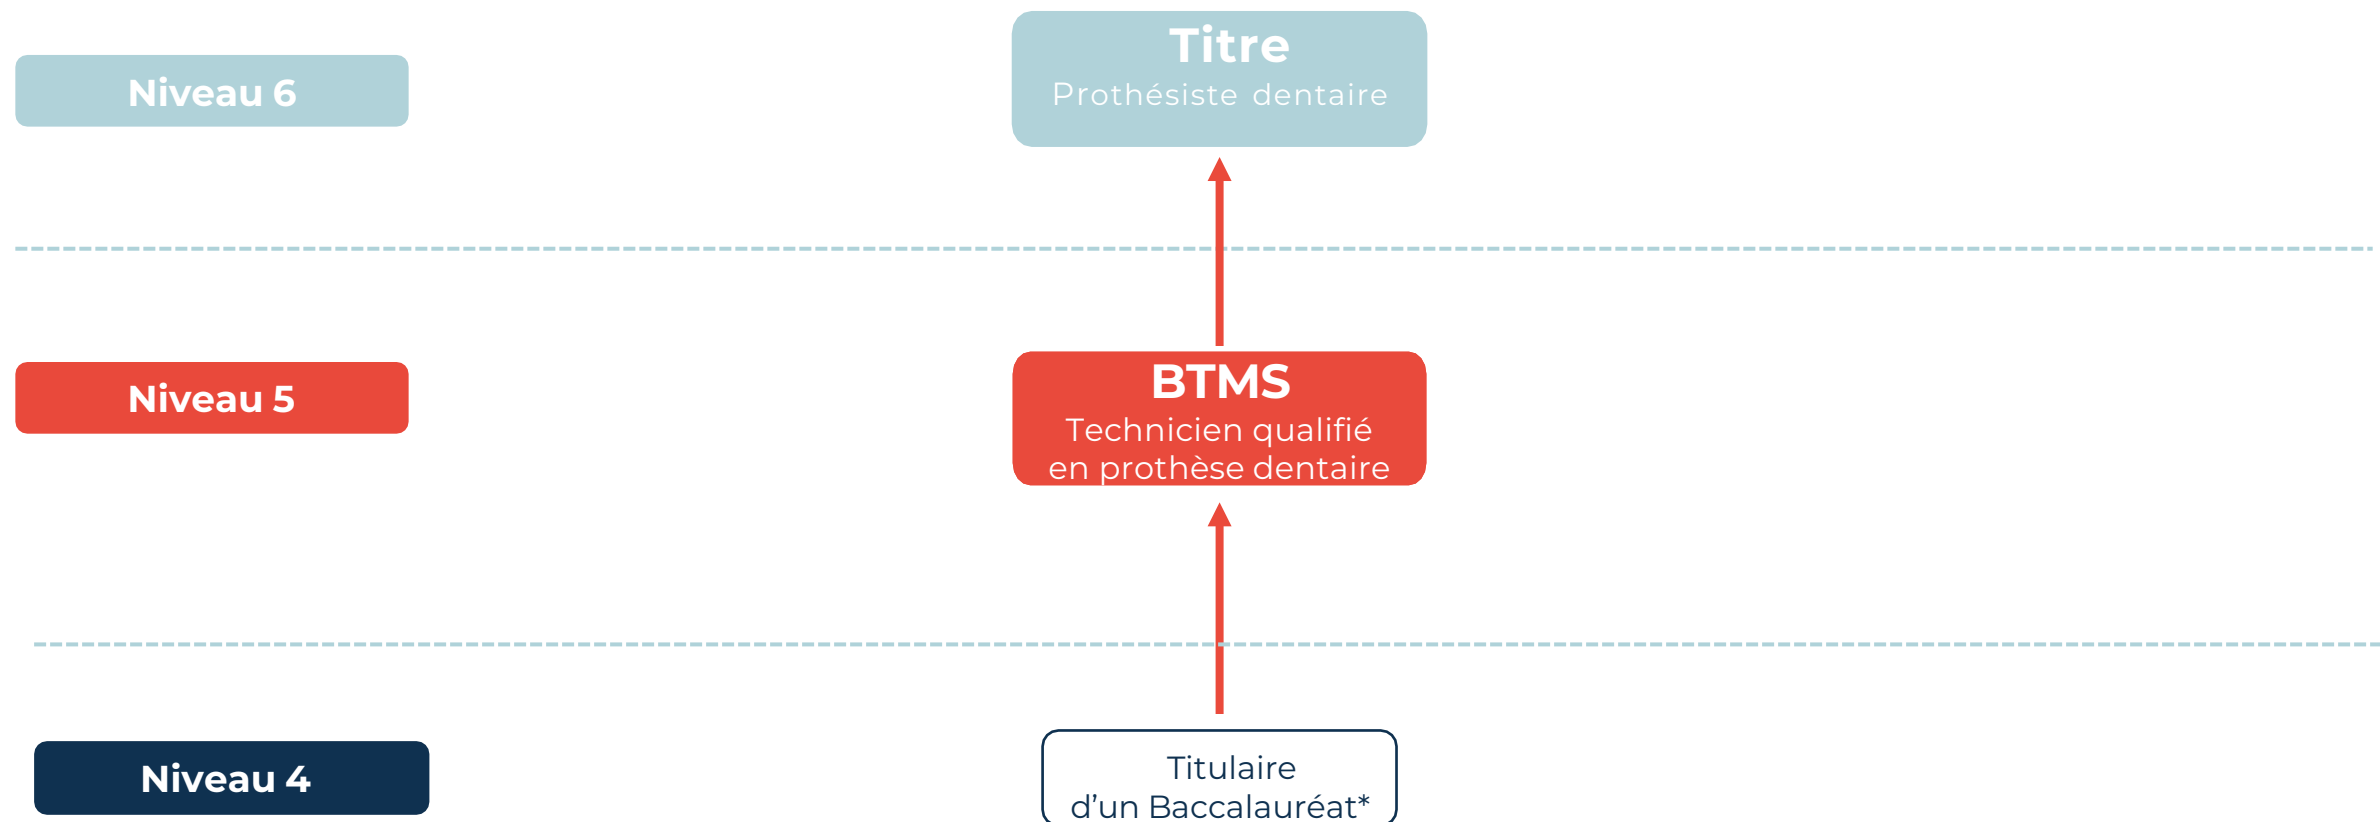 Titre
Niveau 6
Prothésiste dentaire
BTMS
Niveau 5
Technicien qualifié
en prothèse dentaire
Titulaire
Niveau 4
d’un Baccalauréat*